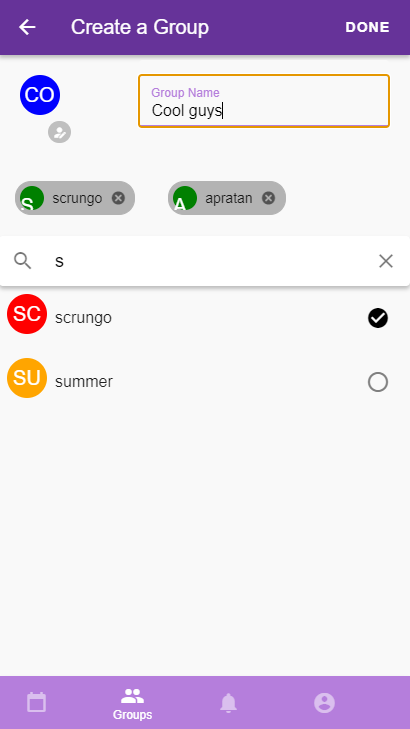 Create a Group
DONE
CO
Group Name
Cool guys
S scrungo
A apratan
s
SC scrungo
SU summer
Groups